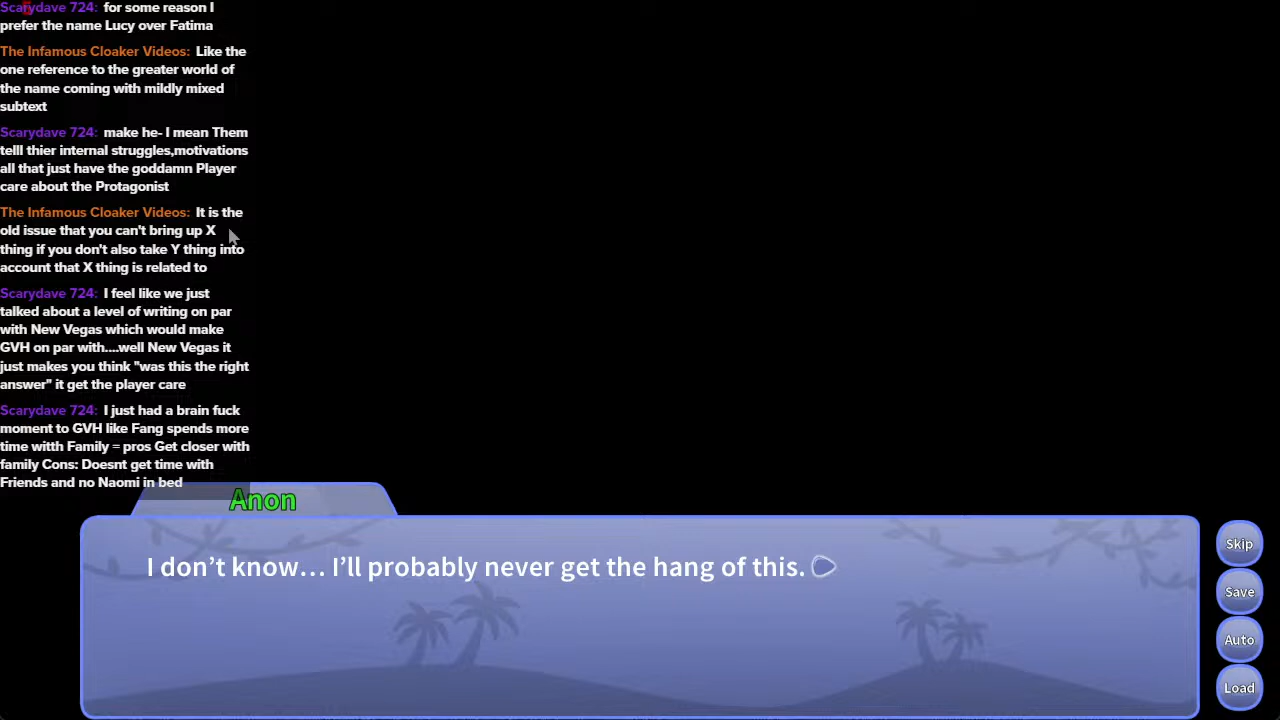 Scarydave 724: for some reason I
prefer the name Lucy over Fatima
The Infamous Cloaker Videos: Like the
one reference to the greater world of
the name coming with mildly mixed
subtext
Scarydave 724: make he- I mean Them
telll thier internal struggles,motivations
all that just have the goddamn Player
care about the Protagonist
The Infamous Cloaker Videos: It is the
old issue that you can't bring up X
thing if you don't also take Y thing into
account that X thing is related to
Scarydave 724: I feel like we just
talked about a level of writing on par
with New Vegas which would make
GVH on par with....well New Vegas it
just makes you think "was this the right
answer" it get the player care
Scarydave 724: I just had a brain fuck
moment to GVH like Fang spends more
time witth Family = pros Get closer with
family Cons: Doesnt get time with
Friends and no Naomi in bed
Anon
I don’t know… I’ll probably never get the hang of this.
Skip
Save
Auto
Load